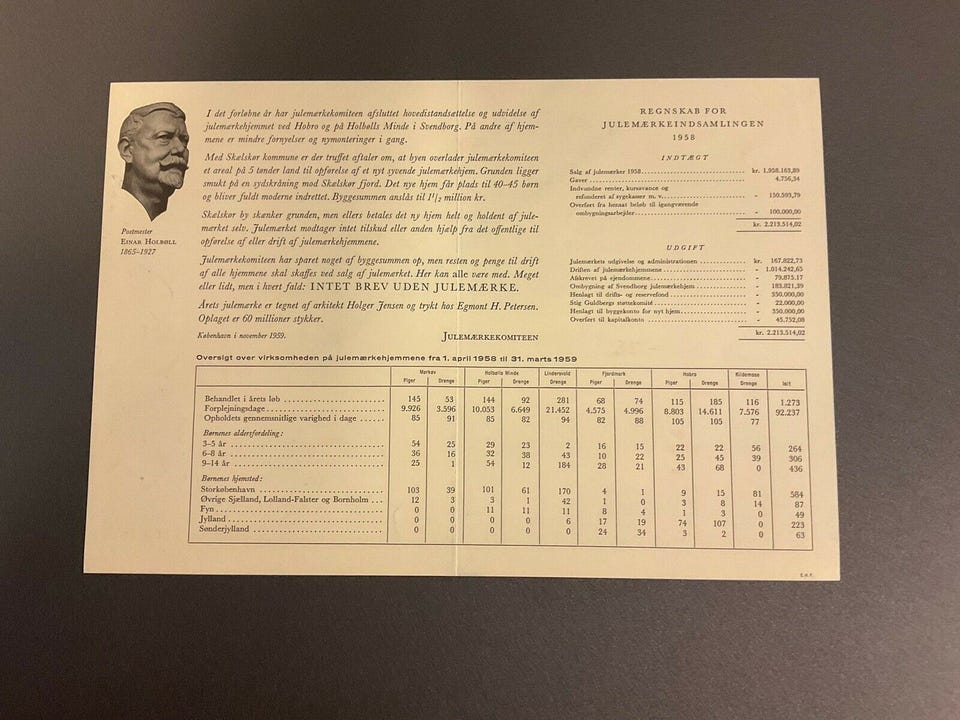 I det forløbne år har julemærkekomiteen afsluttet hovedistandsættelse og udvidelse af
julemærkehjemmet ved Hobro og på Holbølls Minde i Svendborg. På andre af hjem-
mene er mindre fornyelser og nymonteringer i gang.
Med Skælskør kommune er der truffet aftaler om, at byen overlader julemærkekomiteen
et areal på 5 tønder land til opførelse af et nyt syvende julemærkehjem. Grunden ligger
smukt på en sydskråning mod Skælskør fjord. Det nye hjem får plads til 40-45 børn
og bliver fuldt moderne indrettet. Byggesummen anslås til 1 1/2 million kr.
Skælskør by skænker grunden, men ellers betales det ny hjem helt og holdent af jule-
mærket selv. Julemærket modtager intet tilskud eller anden hjælp fra det offentlige til
opførelse af eller drift af julemærkehjemmene.
Julemærkekomiteen har sparet noget af byggesummen op, men resten og penge til drift
af alle hjemmene skal skaffes ved salg af julemærket. Her kan alle være med. Meget
eller lidt, men i hvert fald: INTET BREV UDEN JULEMÆRKE.
Årets julemærke er tegnet af arkitekt Holger Jensen og trykt hos Egmont H. Petersen.
Oplaget er 60 millioner stykker.
København i november 1959. JULEMÆRKEKOMITEEN
Postmester
EINAR HOLBØLL
1865-1927
REGNSKAB FOR
JULEMÆRKEINDSAMLINGEN
1958
INDTÆGT
Salg af julemærker 1958 kr. 1.958.163,89
Gaver - 4.756,34
Indvundne renter, kursavance og
refunderet af sygekasser m. v. - 150.593,79
Overført fra hensat beløb til igangværende
ombygningsarbejder - 100.000,00
kr. 2.213.514,02
UDGIFT
Julemærkets udgivelse og administrationen kr. 167.822,73
Driften af julemærkehjemmene - 1.014.242,65
Afskrevet på ejendommene - 79.875,17
Ombygning af Svendborg julemærkehjem - 183.821,39
Henlagt til drifts- og reservefond - 350.000,00
Stig Guldbergs støttekomité - 22.000,00
Henlagt til byggekonto for nyt hjem - 350.000,00
Overført til kapitalkonto - 45.752,08
kr. 2.213.514,02
Oversigt over virksomheden på julemærkehjemmene fra 1. april 1958 til 31. marts 1959
Mørkøv Holbølls Minde Lindersvold Fjordmark Hobro Kildemose
Piger Drenge Piger Drenge Drenge Piger Drenge Piger Drenge Drenge Ialt
Behandlet i årets løb 145 53 144 92 281 68 74 115 185 116 1.273
Forplejningsdage 9.926 3.596 10.053 6.649 21.452 4.575 4.996 8.803 14.611 7.576 92.237
Opholdets gennemsnitlige varighed i dage 85 91 85 82 94 82 88 105 105 77
Børnenes aldersfordeling:
3-5 år 54 25 29 23 2 16 15 22 22 56 264
6-8 år 36 16 32 38 43 10 22 25 45 39 306
9-14 år 25 1 54 12 184 28 21 43 68 0 436
Børnenes hjemsted:
Storkøbenhavn 103 39 101 61 170 4 1 9 15 81 584
Øvrige Sjælland, Lolland-Falster og Bornholm 12 3 3 1 42 1 0 3 8 14 87
Fyn 0 0 11 11 11 8 4 1 3 0 49
Jylland 0 0 0 0 6 17 19 74 107 0 223
Sønderjylland 0 0 0 0 0 24 34 3 2 0 63
E.H.P.